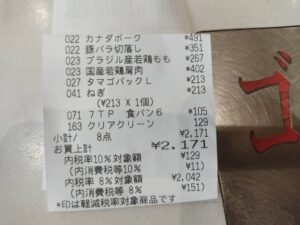 022 カナダポーク *491
022 豚バラ切落し *351
023 ブラジル産若鶏もも *267
023 国産若鶏肩肉 *402
027 タマゴパックL *213
041 ねぎ *213
(¥213 X 1個)
071 7TP 食パン6 *105
163 クリアクリーン 129
小計/ 8点 ¥2,171
お買上計 ¥2,171
内税率10%対象額 ¥129
(内消費税等10% ¥11)
内税率 8%対象額 ¥2,042
(内消費税等 8% ¥151)
*印は軽減税率対象商品です